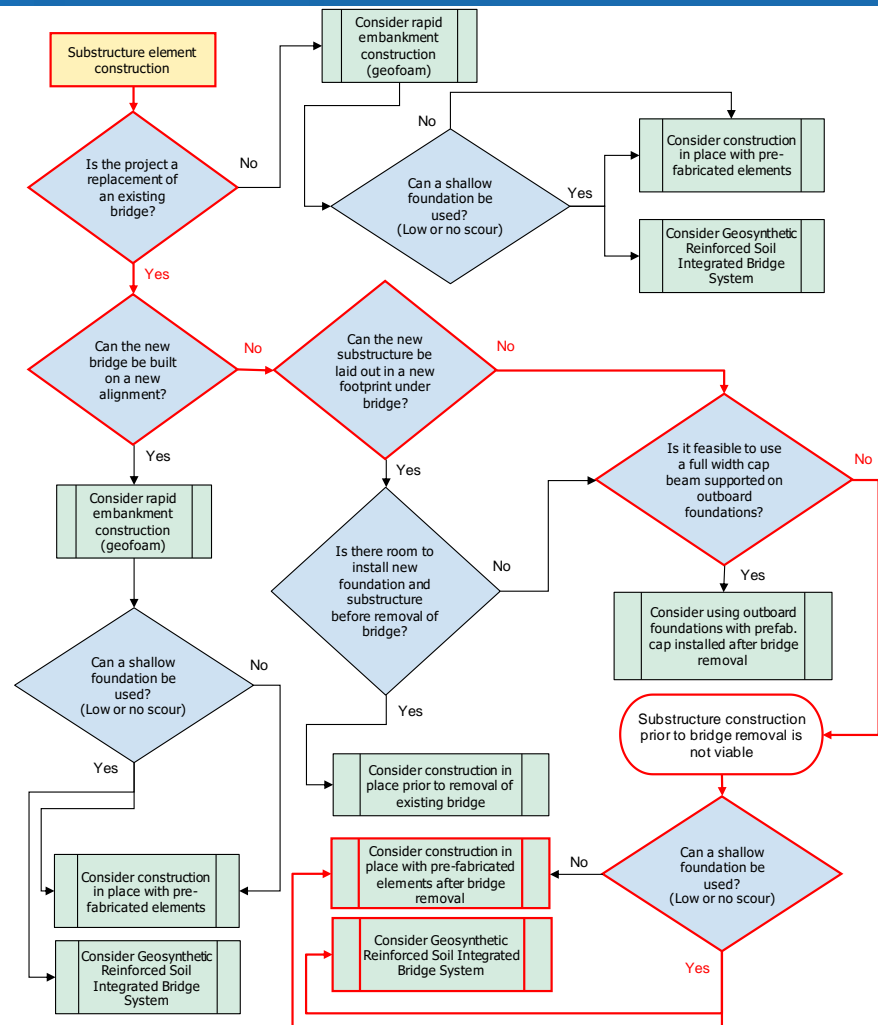 Substructure element
construction
Consider rapid
embankment
construction
(geofoam)
Is the project a
replacement of
an existing
bridge?
No
Yes
Can a shallow
foundation be
used?
(Low or no scour)
No
Yes
Consider construction
in place with pre-
fabricated elements
Consider Geosynthetic
Reinforced Soil
Integrated Bridge
System
Can the new
bridge be built
on a new
alignment?
No
Yes
Can the new
substructure be
laid out in a new
footprint under
bridge?
No
Yes
Is it feasible to use
a full width cap
beam supported on
outboard
foundations?
No
Yes
Consider rapid
embankment
construction
(geofoam)
Is there room to
install new
foundation and
substructure
before removal of
bridge?
No
Yes
Consider using outboard
foundations with prefab.
cap installed after bridge
removal
Can a shallow
foundation be
used?
(Low or no scour)
No
Yes
Substructure construction
prior to bridge removal is
not viable
Consider construction in
place prior to removal of
existing bridge
Consider construction
in place with pre-
fabricated elements
Consider Geosynthetic
Reinforced Soil
Integrated Bridge
System
Consider construction in
place with pre-fabricated
elements after bridge
removal
No
Can a shallow
foundation be
used?
(Low or no scour)
Yes
Consider Geosynthetic
Reinforced Soil Integrated
Bridge System